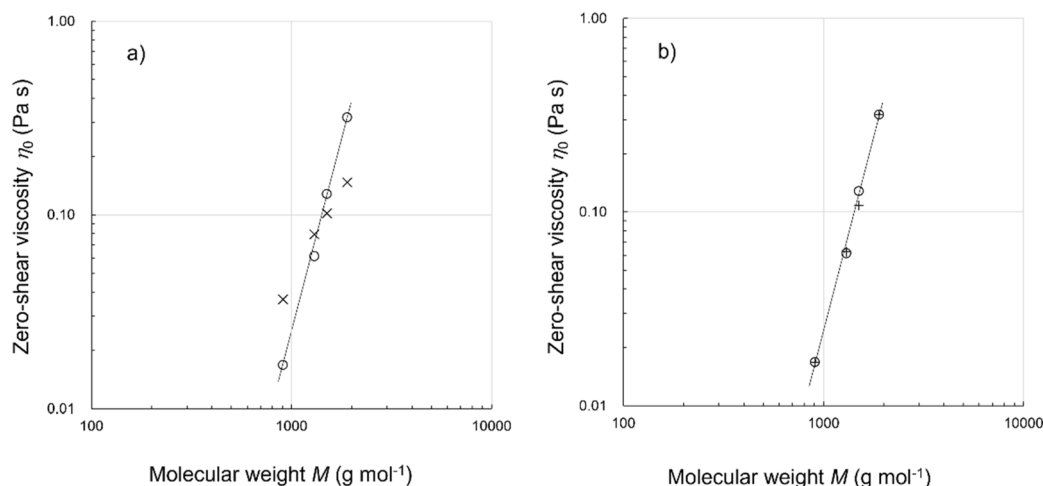 a)
Zero-shear viscosity η₀ (Pa s)
1.00
0.10
0.01
100
1000
10000
Molecular weight M (g mol⁻¹)
b)
Zero-shear viscosity η₀ (Pa s)
1.00
0.10
0.01
100
1000
10000
Molecular weight M (g mol⁻¹)